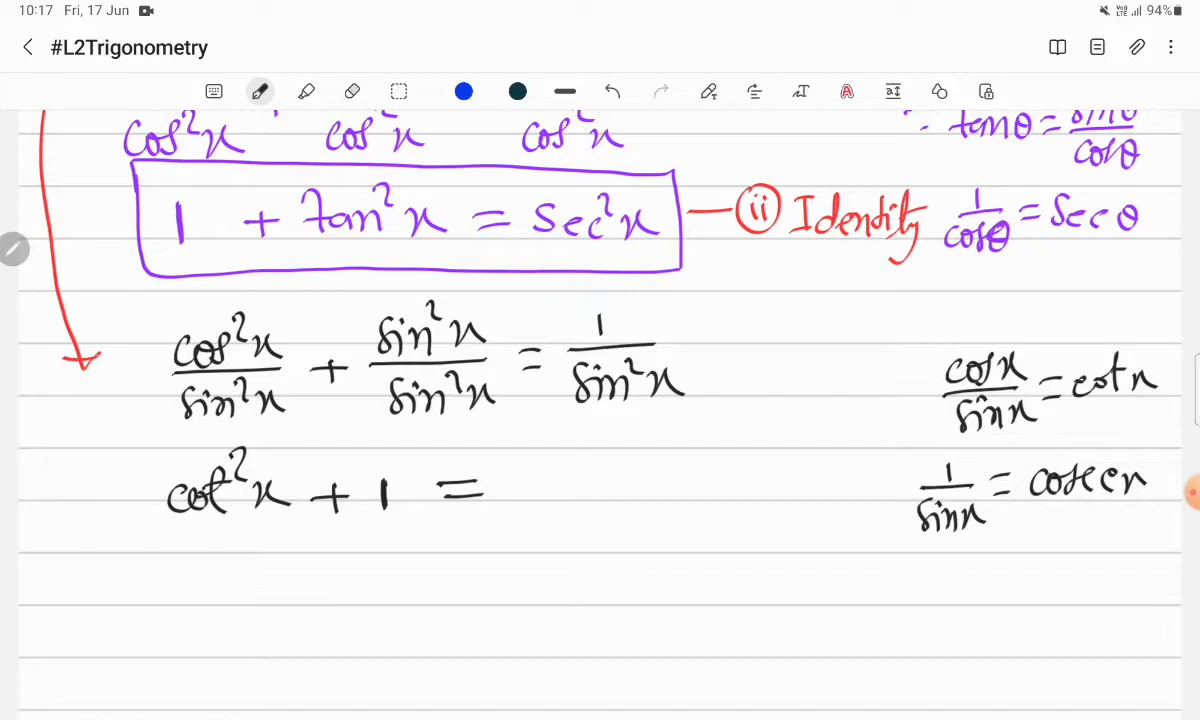 10:17 Fri, 17 Jun 94%
#L2Trigonometry
cos²x cos²x cos²x
∵ tanθ = sinθ/cosθ
1 + tan²x = sec²x — (ii) Identity 1/cosθ = secθ
cos²x/sin²x + sin²x/sin²x = 1/sin²x
cosx/sinx = cotx
cot²x + 1 =
1/sinx = cosecx